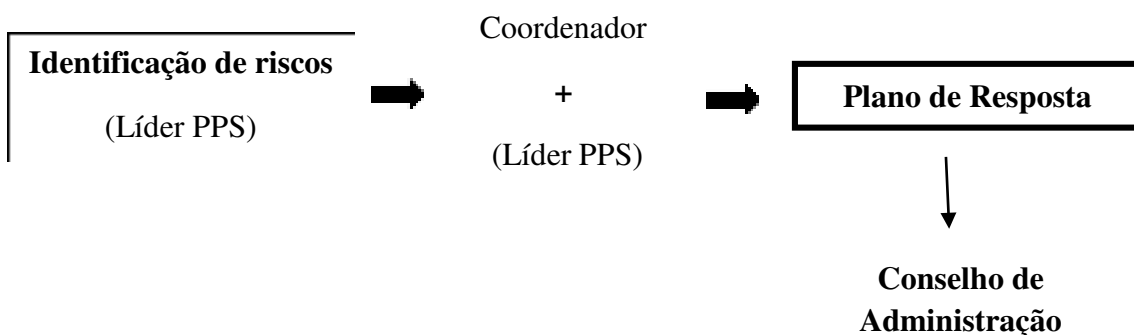 Identificação de riscos
(Líder PPS)
Coordenador
+
(Líder PPS)
Plano de Resposta
Conselho de
Administração